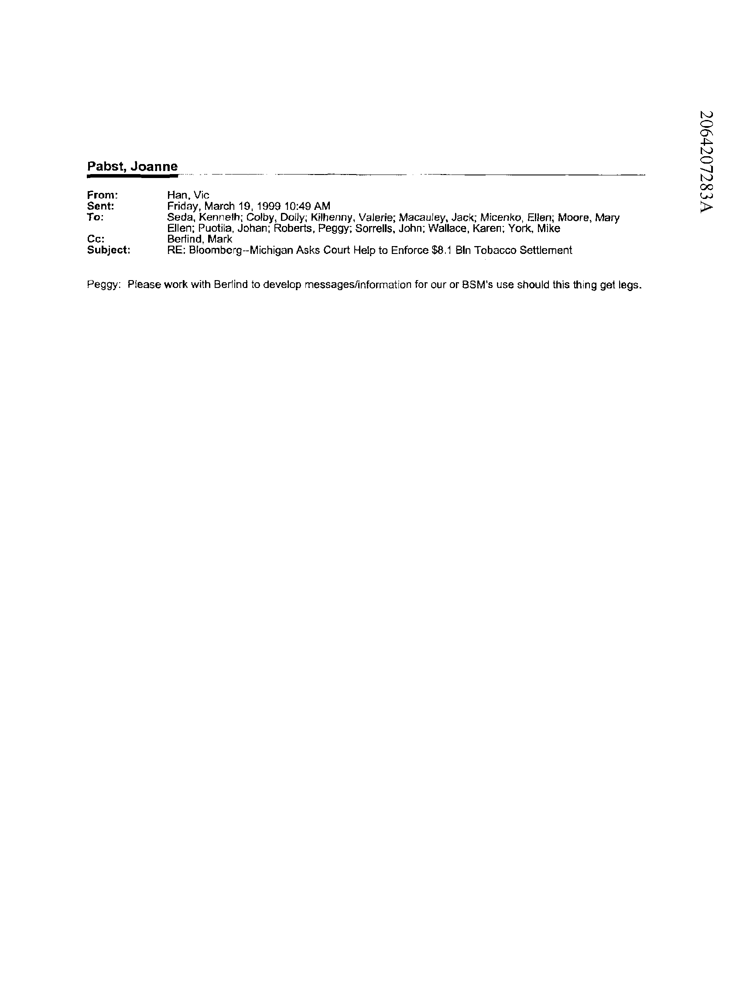 Pabst, Joanne
From: Han, Vic
Sent: Friday, March 19, 1999 10:49 AM
To: Seda, Kenneth; Colby, Dolly; Kilhenny, Valerie; Macauley, Jack; Micenko, Ellen; Moore, Mary
Ellen; Puotila, Johan; Roberts, Peggy; Sorrells, John; Wallace, Karen; York, Mike
Cc: Berlind, Mark
Subject: RE: Bloomberg--Michigan Asks Court Help to Enforce $8.1 Bln Tobacco Settlement
Peggy: Please work with Berlind to develop messages/information for our or BSM's use should this thing get legs.
2064207283A